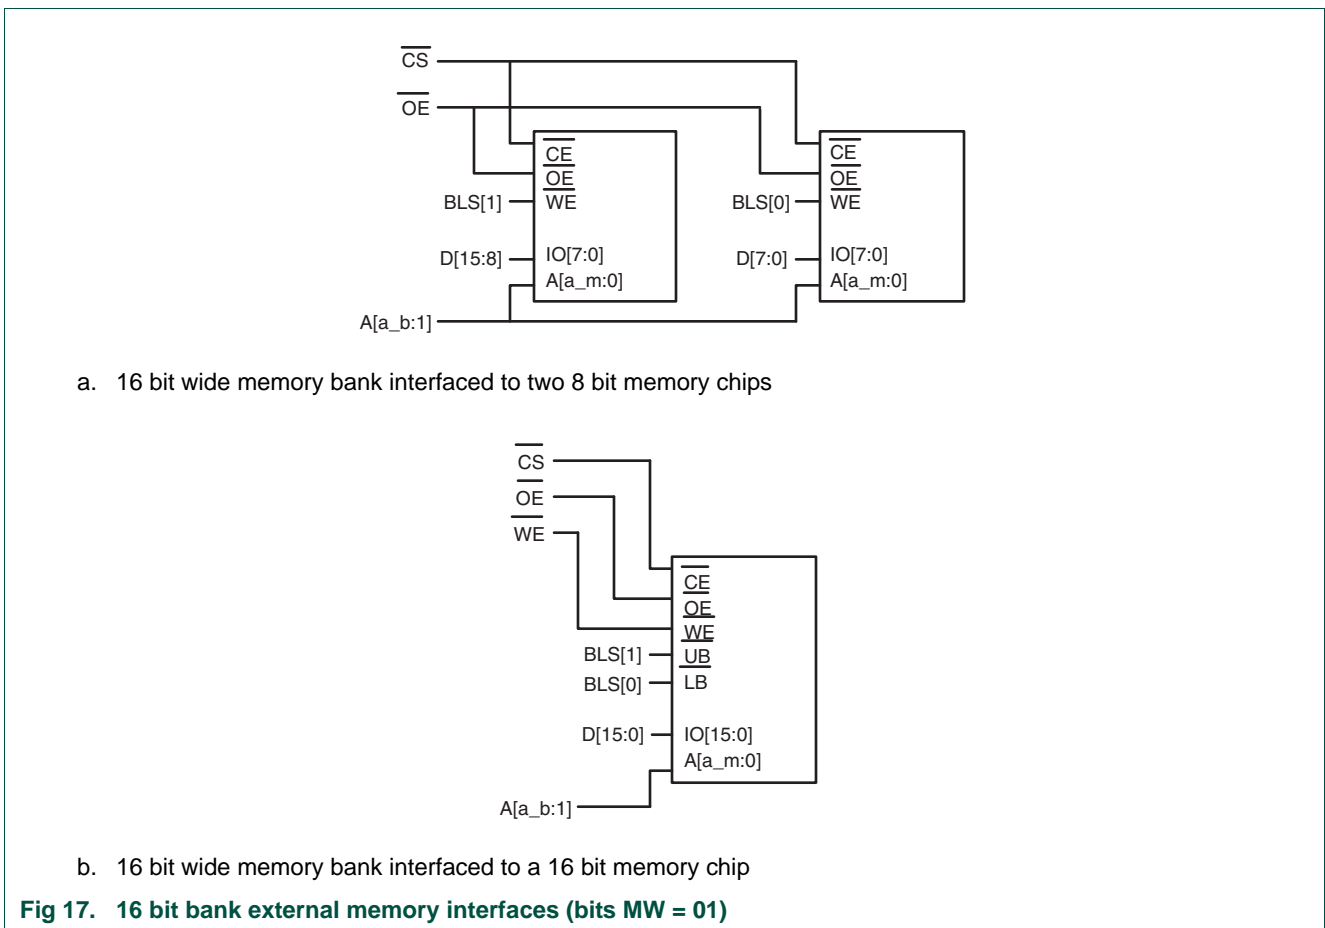 CS
OE
CE
OE
BLS[1] WE
D[15:8] IO[7:0]
A[a_m:0]
CE
OE
BLS[0] WE
D[7:0] IO[7:0]
A[a_m:0]
A[a_b:1]
a. 16 bit wide memory bank interfaced to two 8 bit memory chips
CS
OE
WE
CE
OE
WE
BLS[1] UB
BLS[0] LB
D[15:0] IO[15:0]
A[a_m:0]
A[a_b:1]
b. 16 bit wide memory bank interfaced to a 16 bit memory chip
Fig 17. 16 bit bank external memory interfaces (bits MW = 01)